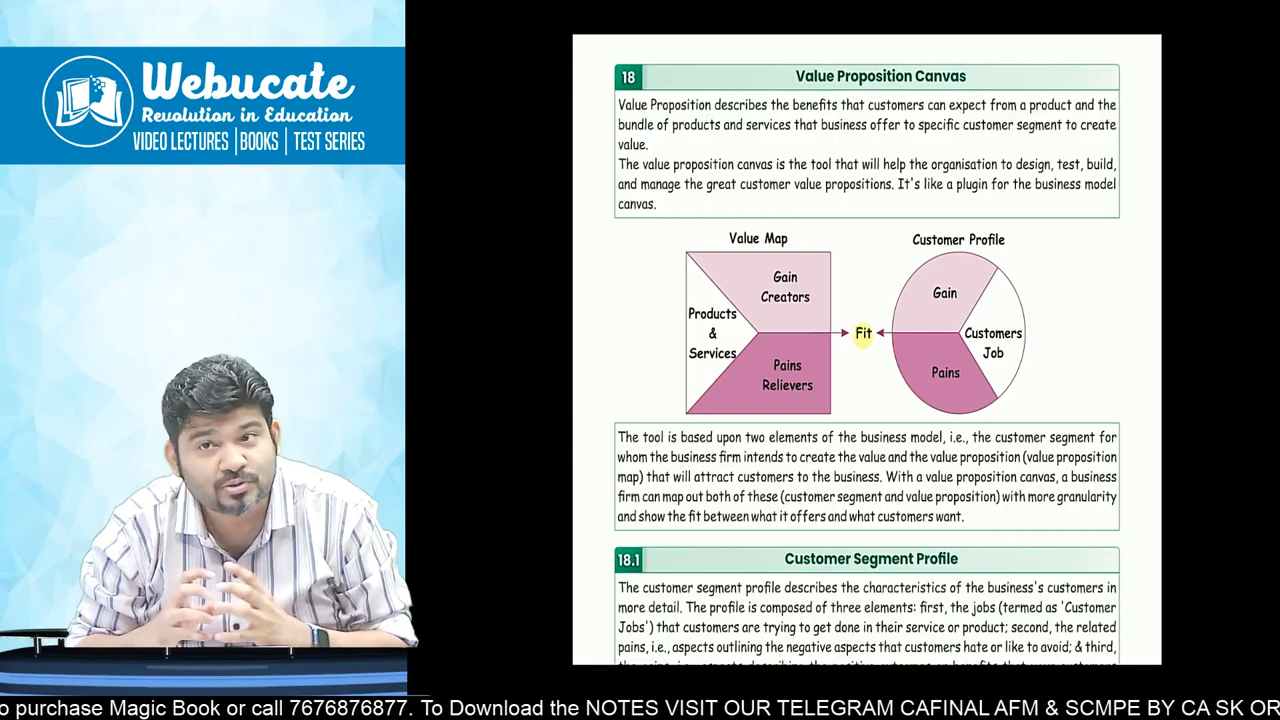 Webucate
Revolution in Education
VIDEO LECTURES | BOOKS | TEST SERIES
18 Value Proposition Canvas
Value Proposition describes the benefits that customers can expect from a product and the
bundle of products and services that business offer to specific customer segment to create
value.
The value proposition canvas is the tool that will help the organisation to design, test, build,
and manage the great customer value propositions. It's like a plugin for the business model
canvas.
Value Map
Customer Profile
Gain
Creators
Products
&
Services
Pains
Relievers
Fit
Gain
Customers
Job
Pains
The tool is based upon two elements of the business model, i.e., the customer segment for
whom the business firm intends to create the value and the value proposition (value proposition
map) that will attract customers to the business. With a value proposition canvas, a business
firm can map out both of these (customer segment and value proposition) with more granularity
and show the fit between what it offers and what customers want.
18.1 Customer Segment Profile
The customer segment profile describes the characteristics of the business's customers in
more detail. The profile is composed of three elements: first, the jobs (termed as 'Customer
Jobs') that customers are trying to get done in their service or product; second, the related
pains, i.e., aspects outlining the negative aspects that customers hate or like to avoid; & third,
o purchase Magic Book or call 7676876877. To Download the NOTES VISIT OUR TELEGRAM CAFINAL AFM & SCMPE BY CA SK OR